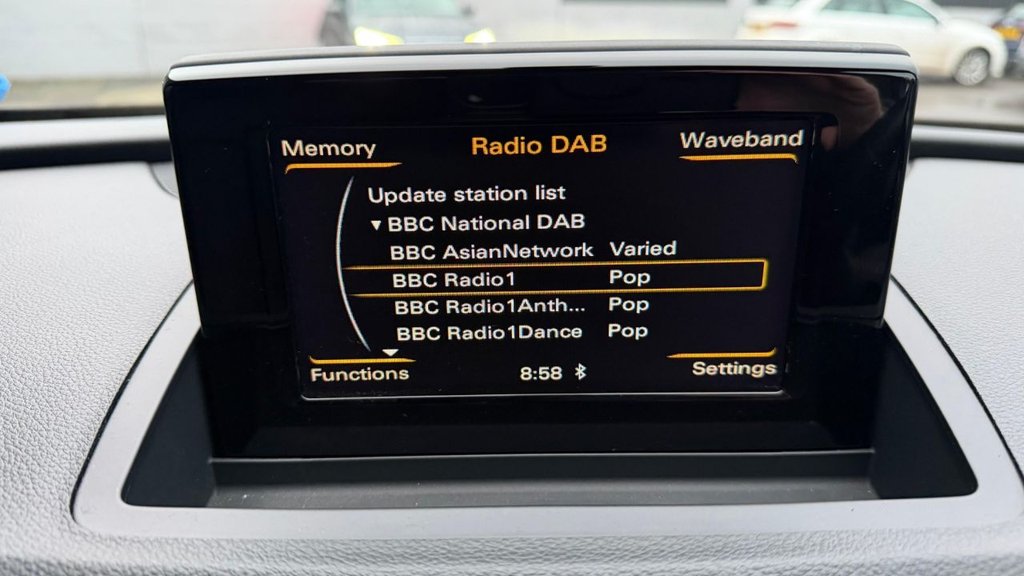 Memory Radio DAB Waveband
Update station list
▼ BBC National DAB
BBC AsianNetwork Varied
BBC Radio1 Pop
BBC Radio1Anth... Pop
BBC Radio1Dance Pop
Functions 8:58 Settings